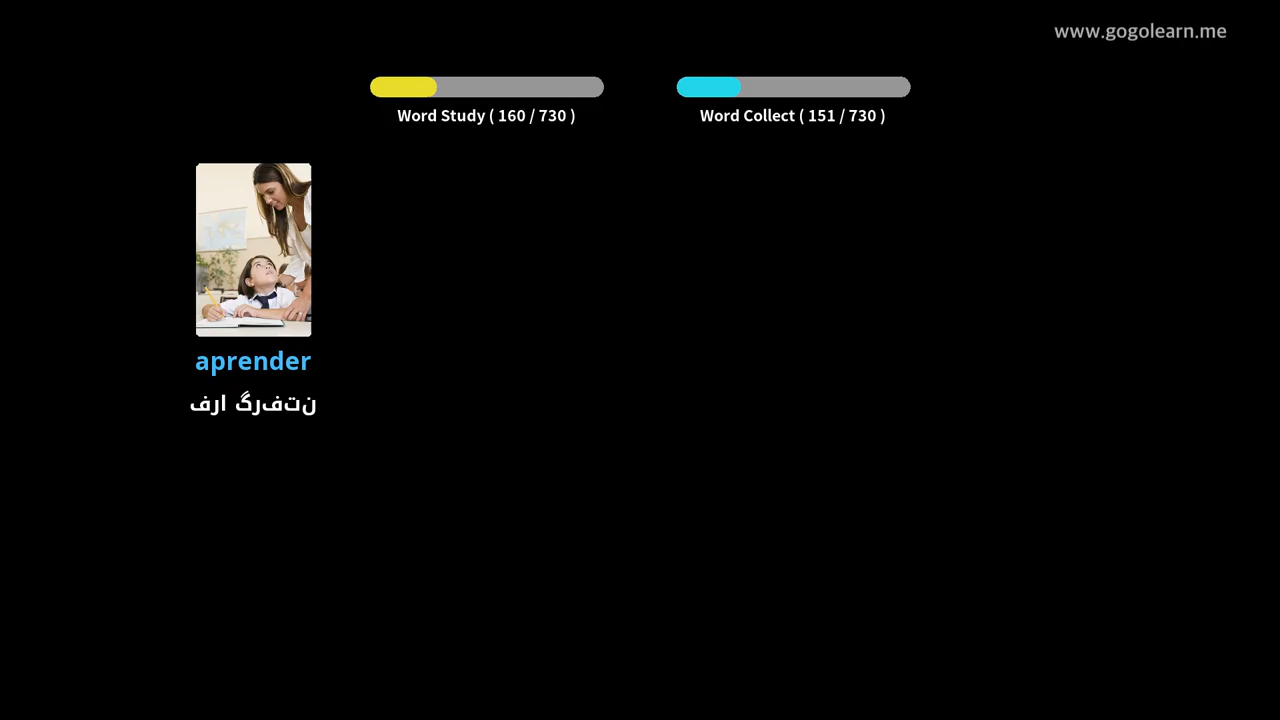 www.gogolearn.me
Word Study ( 160 / 730 )
Word Collect ( 151 / 730 )
aprender
فرا گرفتن